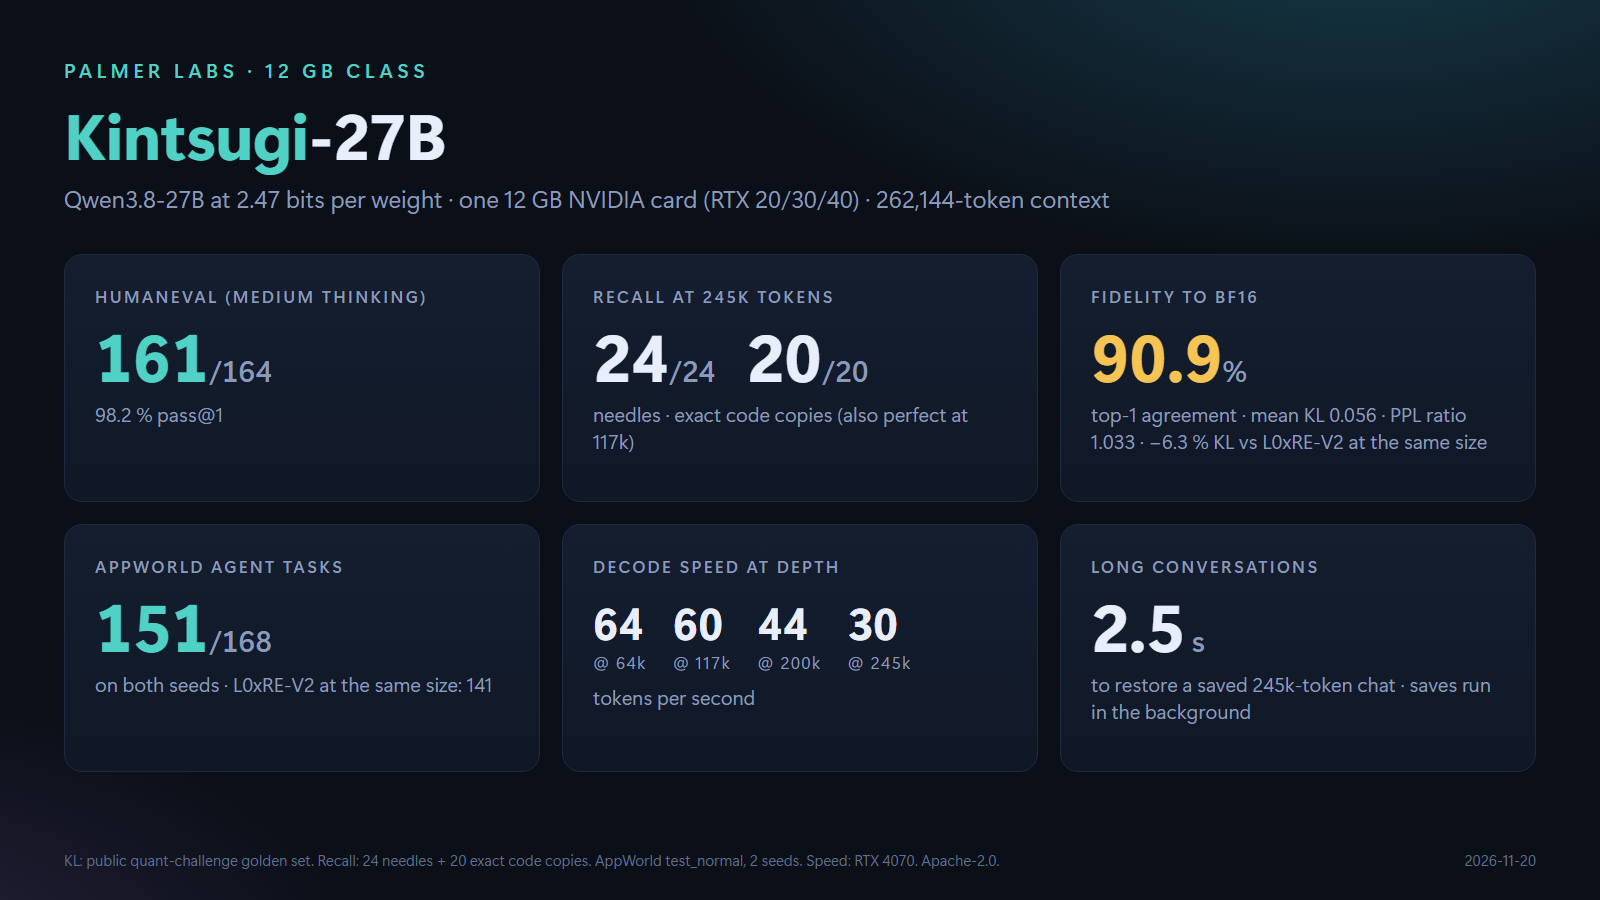 PALMER LABS · 12 GB CLASS
Kintsugi-27B
Qwen3.8-27B at 2.47 bits per weight · one 12 GB NVIDIA card (RTX 20/30/40) · 262,144-token context
HUMANEVAL (MEDIUM THINKING)
161/164
98.2 % pass@1
RECALL AT 245K TOKENS
24/24 20/20
needles · exact code copies (also perfect at
117k)
FIDELITY TO BF16
90.9%
top-1 agreement · mean KL 0.056 · PPL ratio
1.033 · −6.3 % KL vs L0xRE-V2 at the same size
APPWORLD AGENT TASKS
151/168
on both seeds · L0xRE-V2 at the same size: 141
DECODE SPEED AT DEPTH
64 60 44 30
@ 64k @ 117k @ 200k @ 245k
tokens per second
LONG CONVERSATIONS
2.5 s
to restore a saved 245k-token chat · saves run
in the background
KL: public quant-challenge golden set. Recall: 24 needles + 20 exact code copies. AppWorld test_normal, 2 seeds. Speed: RTX 4070. Apache-2.0.
2026-11-20